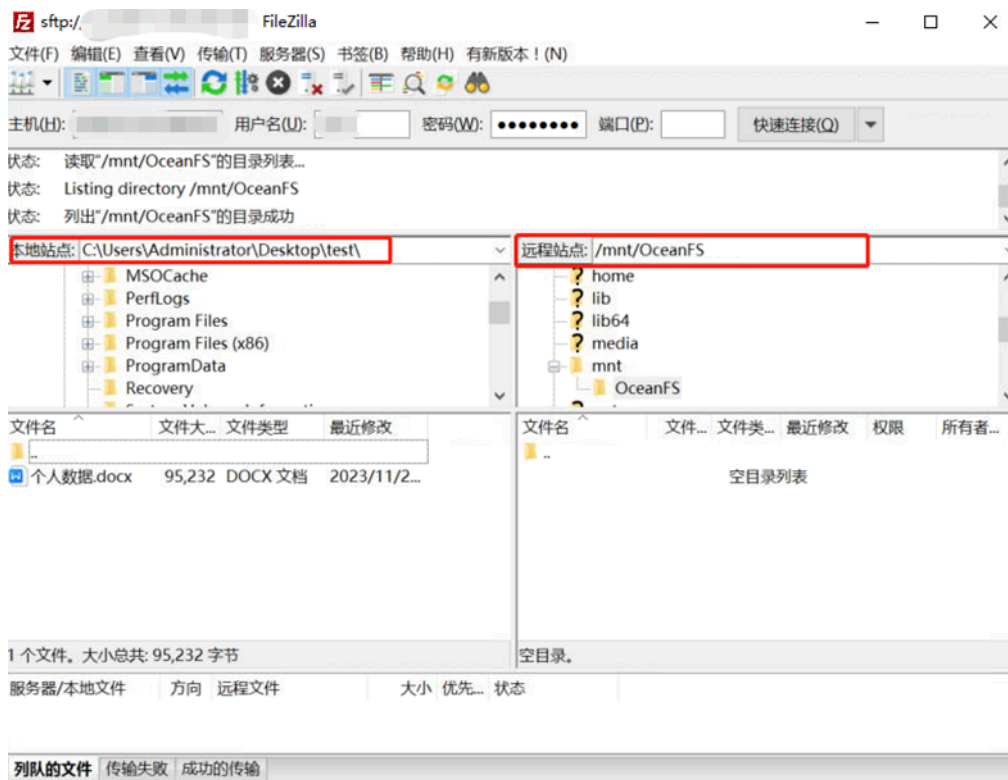 sftp:/ FileZilla
文件(F) 编辑(E) 查看(V) 传输(T) 服务器(S) 书签(B) 帮助(H) 有新版本！(N)
主机(H): 用户名(U): 密码(W): ●●●●●●●● 端口(P): 快速连接(Q)
状态: 读取"/mnt/OceanFS"的目录列表...
状态: Listing directory /mnt/OceanFS
状态: 列出"/mnt/OceanFS"的目录成功
本地站点: C:\Users\Administrator\Desktop\test\ 远程站点: /mnt/OceanFS
MSOCache ? home
PerfLogs ? lib
Program Files ? lib64
Program Files (x86) ? media
ProgramData mnt
Recovery OceanFS
文件名 文件大... 文件类型 最近修改 文件名 文件... 文件类... 最近修改 权限 所有者...
.. ..
个人数据.docx 95,232 DOCX 文档 2023/11/2... 空目录列表
1 个文件。大小总共: 95,232 字节 空目录。
服务器/本地文件 方向 远程文件 大小 优先... 状态
列队的文件 传输失败 成功的传输